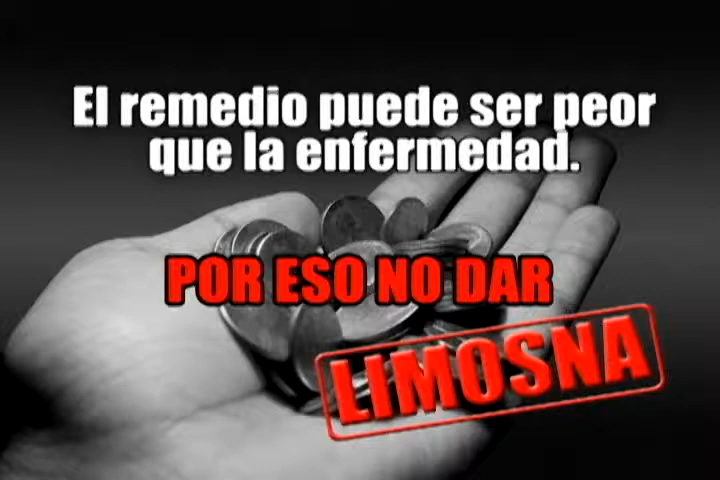 El remedio puede ser peor
que la enfermedad.
POR ESO NO DAR
LIMOSNA